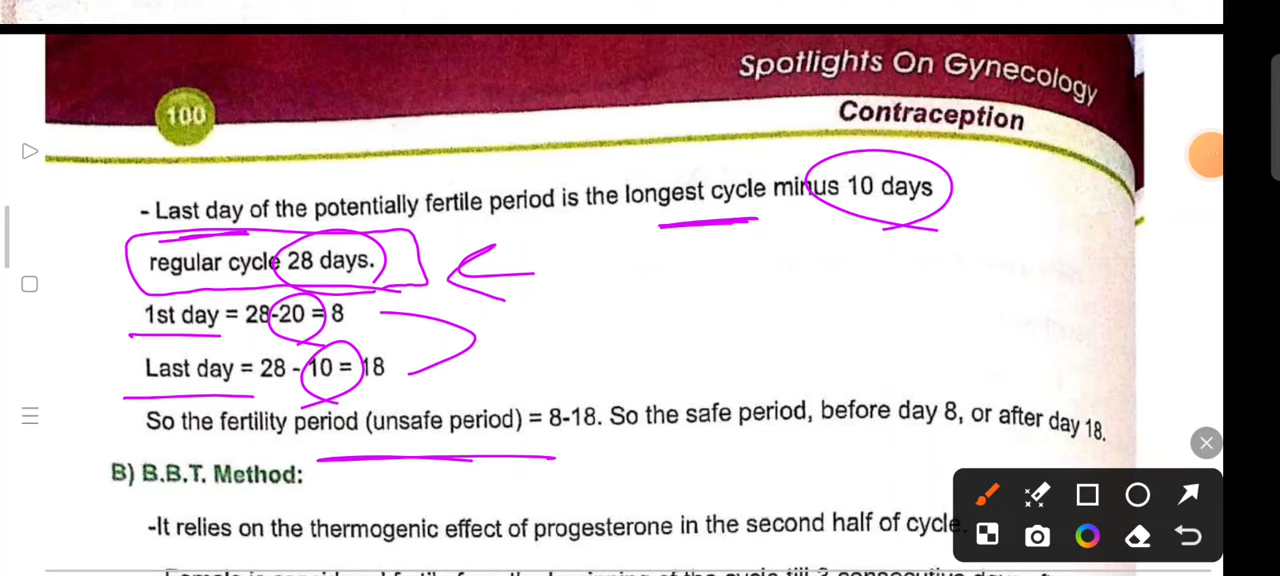 Spotlights On Gynecology
100
Contraception
- Last day of the potentially fertile period is the longest cycle minus 10 days
regular cycle 28 days.
1st day = 28-20 = 8
Last day = 28 - 10 = 18
So the fertility period (unsafe period) = 8-18. So the safe period, before day 8, or after day 18.
B) B.B.T. Method:
-It relies on the thermogenic effect of progesterone in the second half of cycle.